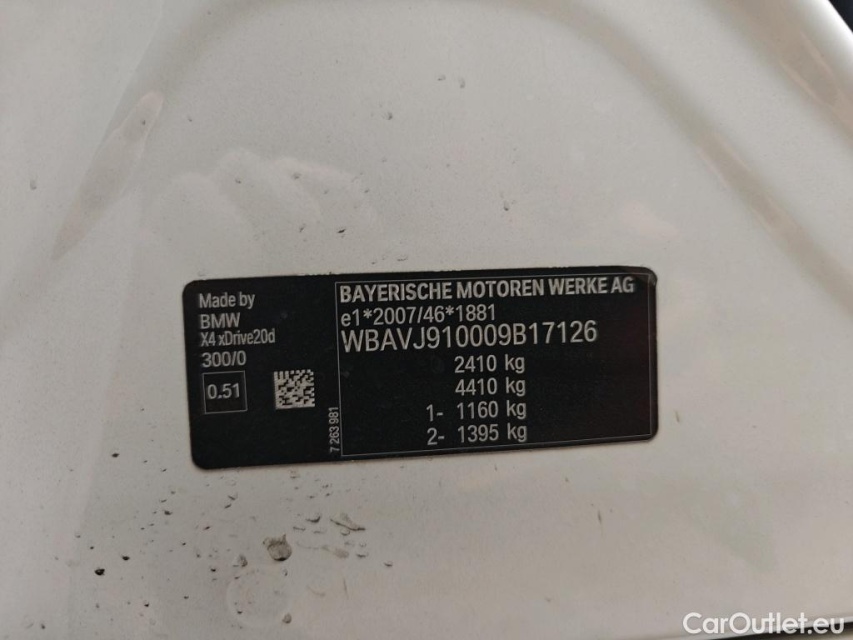 Made by
BMW
X4 xDrive20d
300/0
0.51
7 263 981
BAYERISCHE MOTOREN WERKE AG
e1*2007/46*1881
WBAVJ910009B17126
2410 kg
4410 kg
1- 1160 kg
2- 1395 kg
CarOutlet.eu